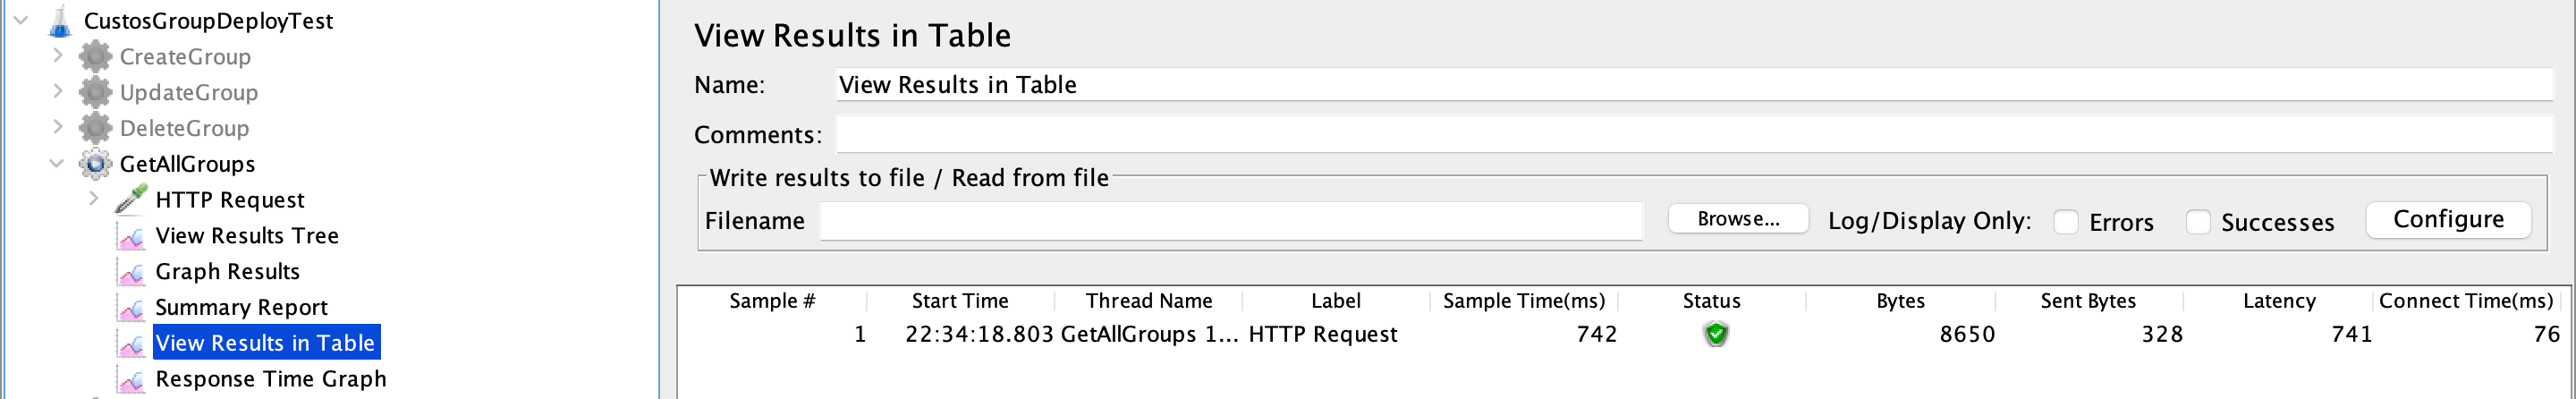 CustosGroupDeployTest
CreateGroup
UpdateGroup
DeleteGroup
GetAllGroups
HTTP Request
View Results Tree
Graph Results
Summary Report
View Results in Table
Response Time Graph
View Results in Table
Name: View Results in Table
Comments:
Write results to file / Read from file
Filename Browse... Log/Display Only: Errors Successes Configure
Sample # Start Time Thread Name Label Sample Time(ms) Status Bytes Sent Bytes Latency Connect Time(ms)
1 22:34:18.803 GetAllGroups 1... HTTP Request 742 8650 328 741 76